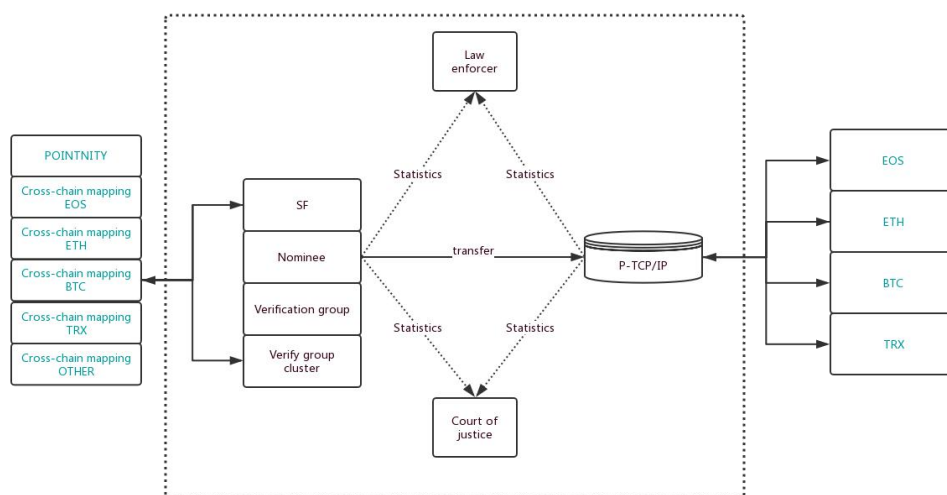 Law
enforcer
POINTNITY
Cross-chain mapping
EOS
Cross-chain mapping
ETH
Cross-chain mapping
BTC
Cross-chain mapping
TRX
Cross-chain mapping
OTHER
SF
Nominee
Verification group
Verify group
cluster
Statistics
Statistics
transfer
Statistics
Statistics
P-TCP/IP
Court of
justice
EOS
ETH
BTC
TRX